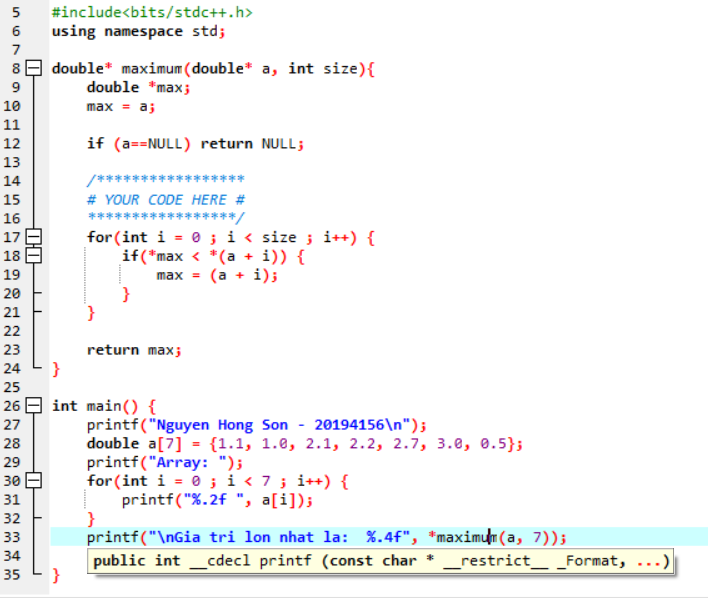 5 #include<bits/stdc++.h>
6 using namespace std;
7
8 double* maximum(double* a, int size){
9 double *max;
10 max = a;
11
12 if (a==NULL) return NULL;
13
14 /*****************
15 # YOUR CODE HERE #
16 *****************/
17 for(int i = 0 ; i < size ; i++) {
18 if(*max < *(a + i)) {
19 max = (a + i);
20 }
21 }
22
23 return max;
24 }
25
26 int main() {
27 printf("Nguyen Hong Son - 20194156\n");
28 double a[7] = {1.1, 1.0, 2.1, 2.2, 2.7, 3.0, 0.5};
29 printf("Array: ");
30 for(int i = 0 ; i < 7 ; i++) {
31 printf("%.2f ", a[i]);
32 }
33 printf("\nGia tri lon nhat la:  %.4f", *maximum(a, 7));
34 public int __cdecl printf (const char * __restrict__ _Format, ...)
35 }